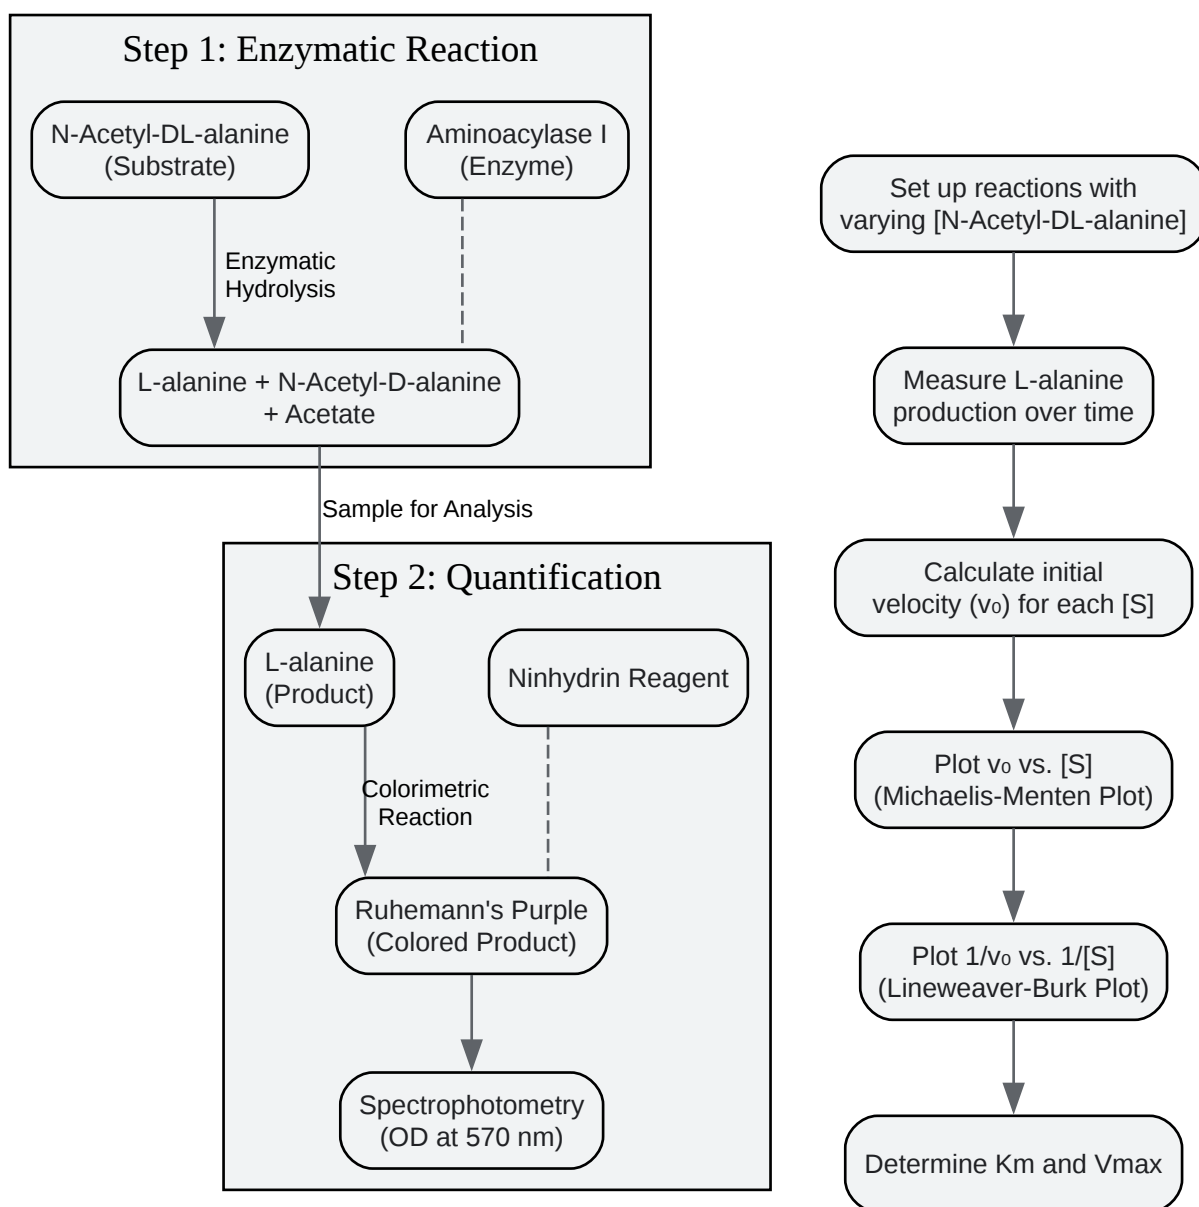 Step 1: Enzymatic Reaction
N-Acetyl-DL-alanine
(Substrate)
Aminoacylase I
(Enzyme)
Enzymatic
Hydrolysis
L-alanine + N-Acetyl-D-alanine
+ Acetate
Sample for Analysis
Step 2: Quantification
L-alanine
(Product)
Ninhydrin Reagent
Colorimetric
Reaction
Ruhemann's Purple
(Colored Product)
Spectrophotometry
(OD at 570 nm)
Set up reactions with
varying [N-Acetyl-DL-alanine]
Measure L-alanine
production over time
Calculate initial
velocity (v₀) for each [S]
Plot v₀ vs. [S]
(Michaelis-Menten Plot)
Plot 1/v₀ vs. 1/[S]
(Lineweaver-Burk Plot)
Determine Km and Vmax